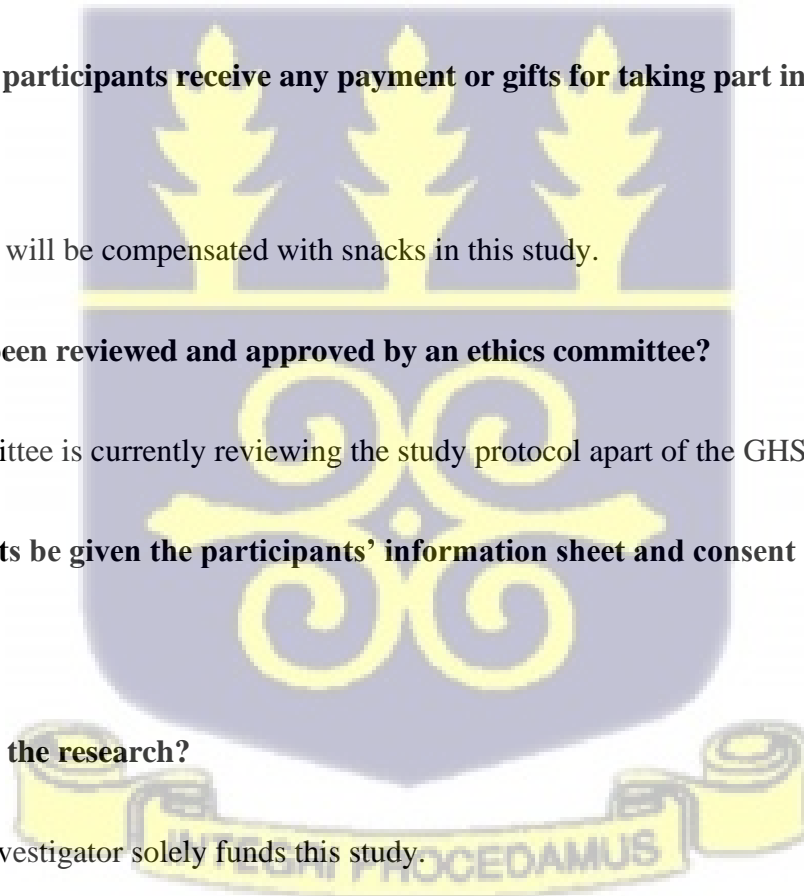 participants receive any payment or gifts for taking part in
will be compensated with snacks in this study.
een reviewed and approved by an ethics committee?
ittee is currently reviewing the study protocol apart of the GHS
ts be given the participants' information sheet and consent
the research?
vestigator solely funds this study.
INTEGRI PROCEDAMUS